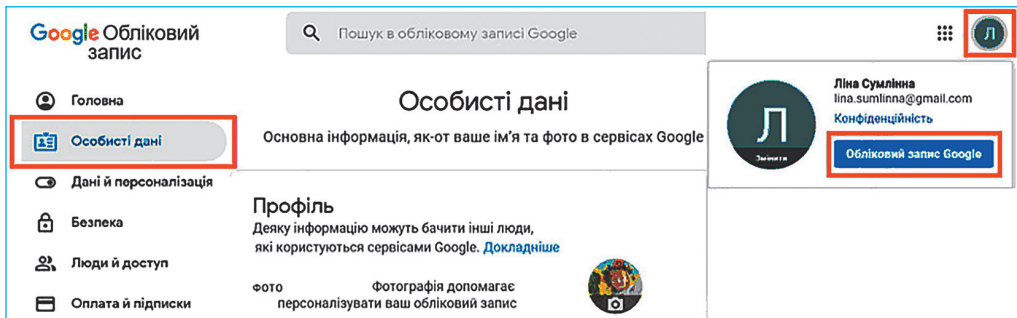 Google Обліковий
запис
Пошук в обліковому записі Google
Л
Головна
Особисті дані
Дані й персоналізація
Безпека
Люди й доступ
Оплата й підписки
Особисті дані
Основна інформація, як-от ваше ім'я та фото в сервісах Google
Профіль
Деяку інформацію можуть бачити інші люди,
які користуються сервісами Google. Докладніше
ФОТО
Фотографія допомагає
персоналізувати ваш обліковий запис
Л
Змінити
Ліна Сумлінна
lina.sumlinna@gmail.com
Конфіденційність
Обліковий запис Google